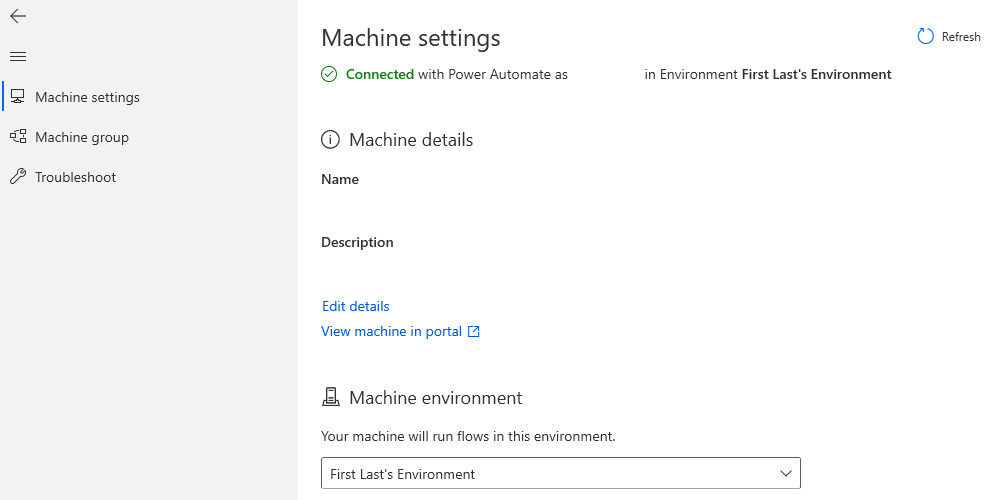 Machine settings
Refresh
Connected with Power Automate as in Environment First Last's Environment
Machine settings
Machine group
Troubleshoot
Machine details
Name
Description
Edit details
View machine in portal
Machine environment
Your machine will run flows in this environment.
First Last's Environment